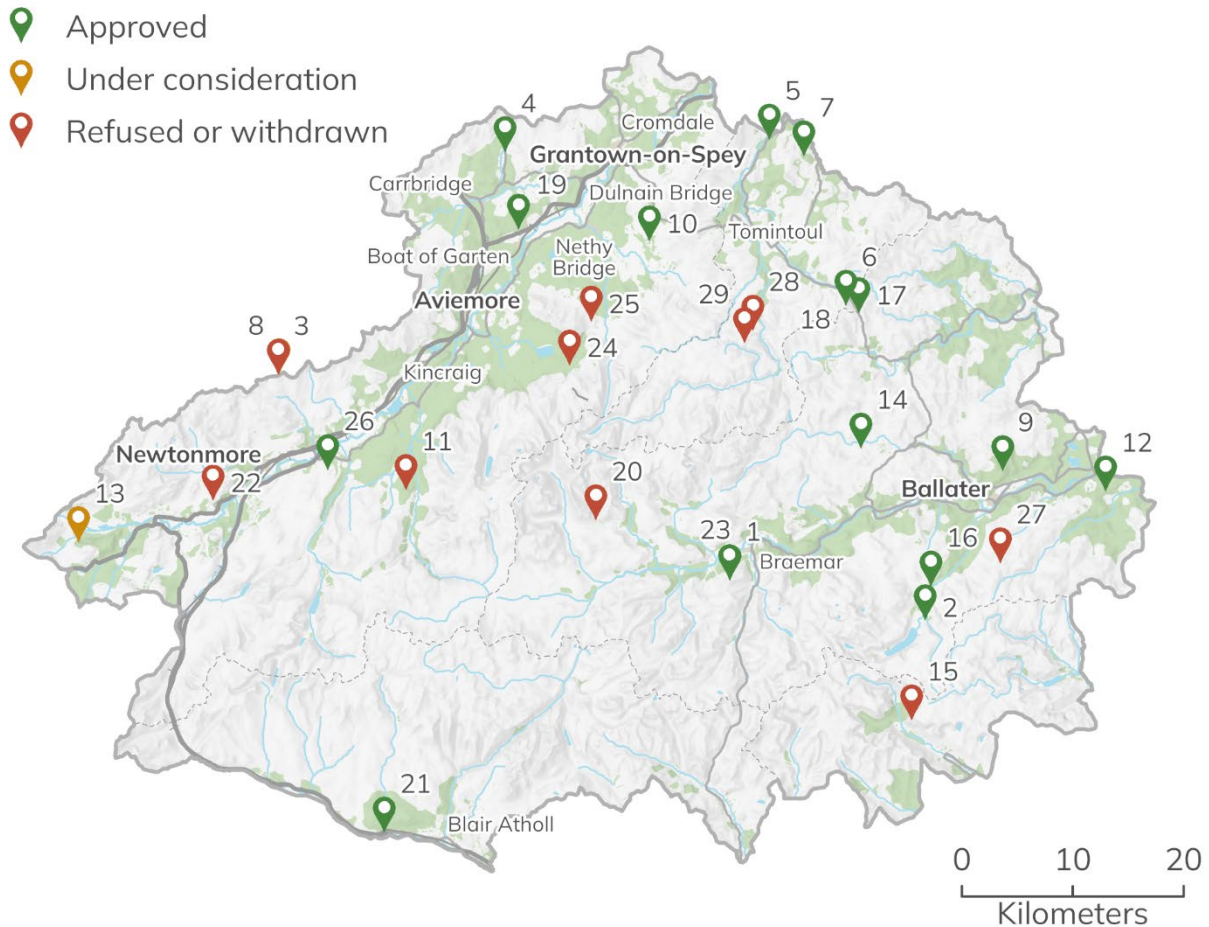 Approved
Under consideration
Refused or withdrawn
4
5
7
Cromdale
Grantown-on-Spey
Carrbridge
19
Dulnain Bridge
10
Tomintoul
Boat of Garten
Nethy
Bridge
6
Aviemore
25
29
28
17
18
8
3
24
Kincraig
26
11
14
9
12
Newtonmore
22
13
20
Ballater
27
23
1
Braemar
16
2
15
21
Blair Atholl
0
10
20
Kilometers